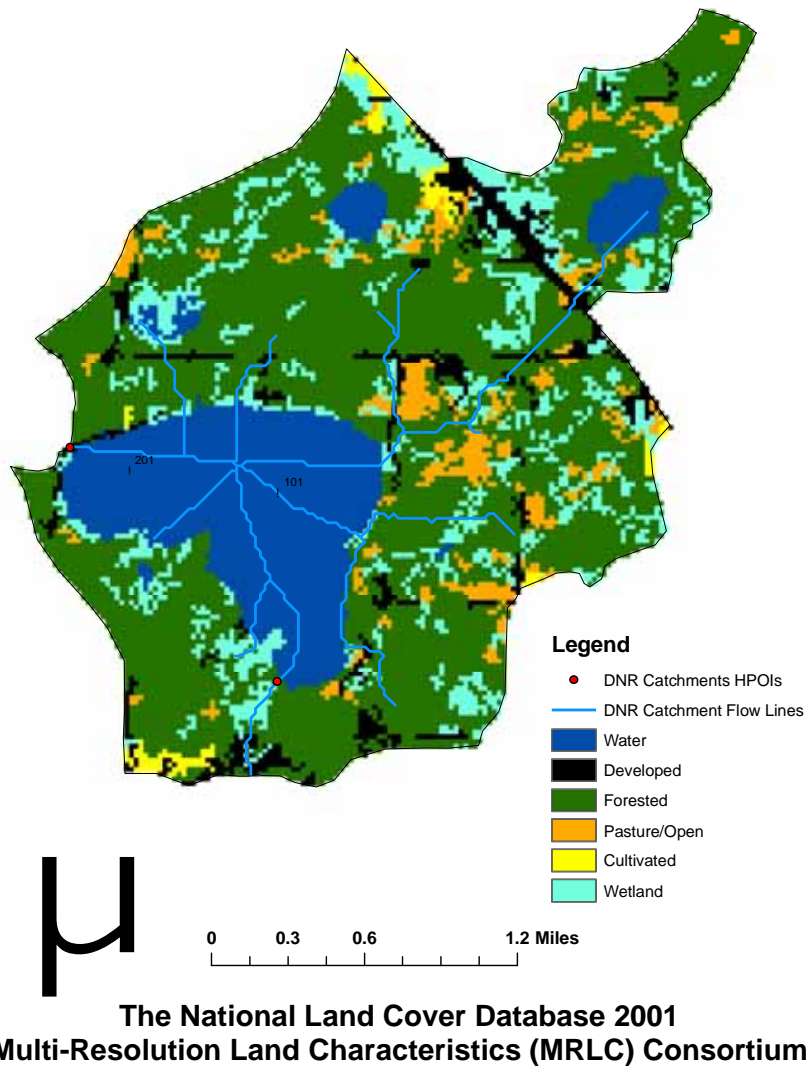 201
!
101
!
Legend
DNR Catchments HPOIs
DNR Catchment Flow Lines
Water
Developed
Forested
Pasture/Open
Cultivated
Wetland
µ
0 0.3 0.6 1.2 Miles
The National Land Cover Database 2001
Multi-Resolution Land Characteristics (MRLC) Consortium